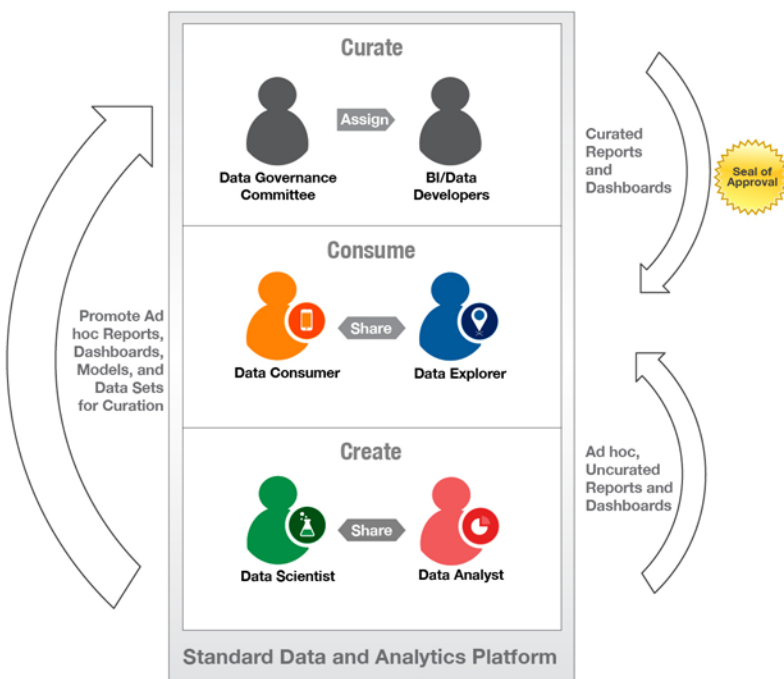 Curate
Assign
Data Governance
Committee
BI/Data
Developers
Curated
Reports
and
Dashboards
Seal of
Approval
Consume
Share
Data Consumer
Data Explorer
Promote Ad
hoc Reports,
Dashboards,
Models, and
Data Sets
for Curation
Create
Share
Data Scientist
Data Analyst
Ad hoc,
Uncurated
Reports and
Dashboards
Standard Data and Analytics Platform